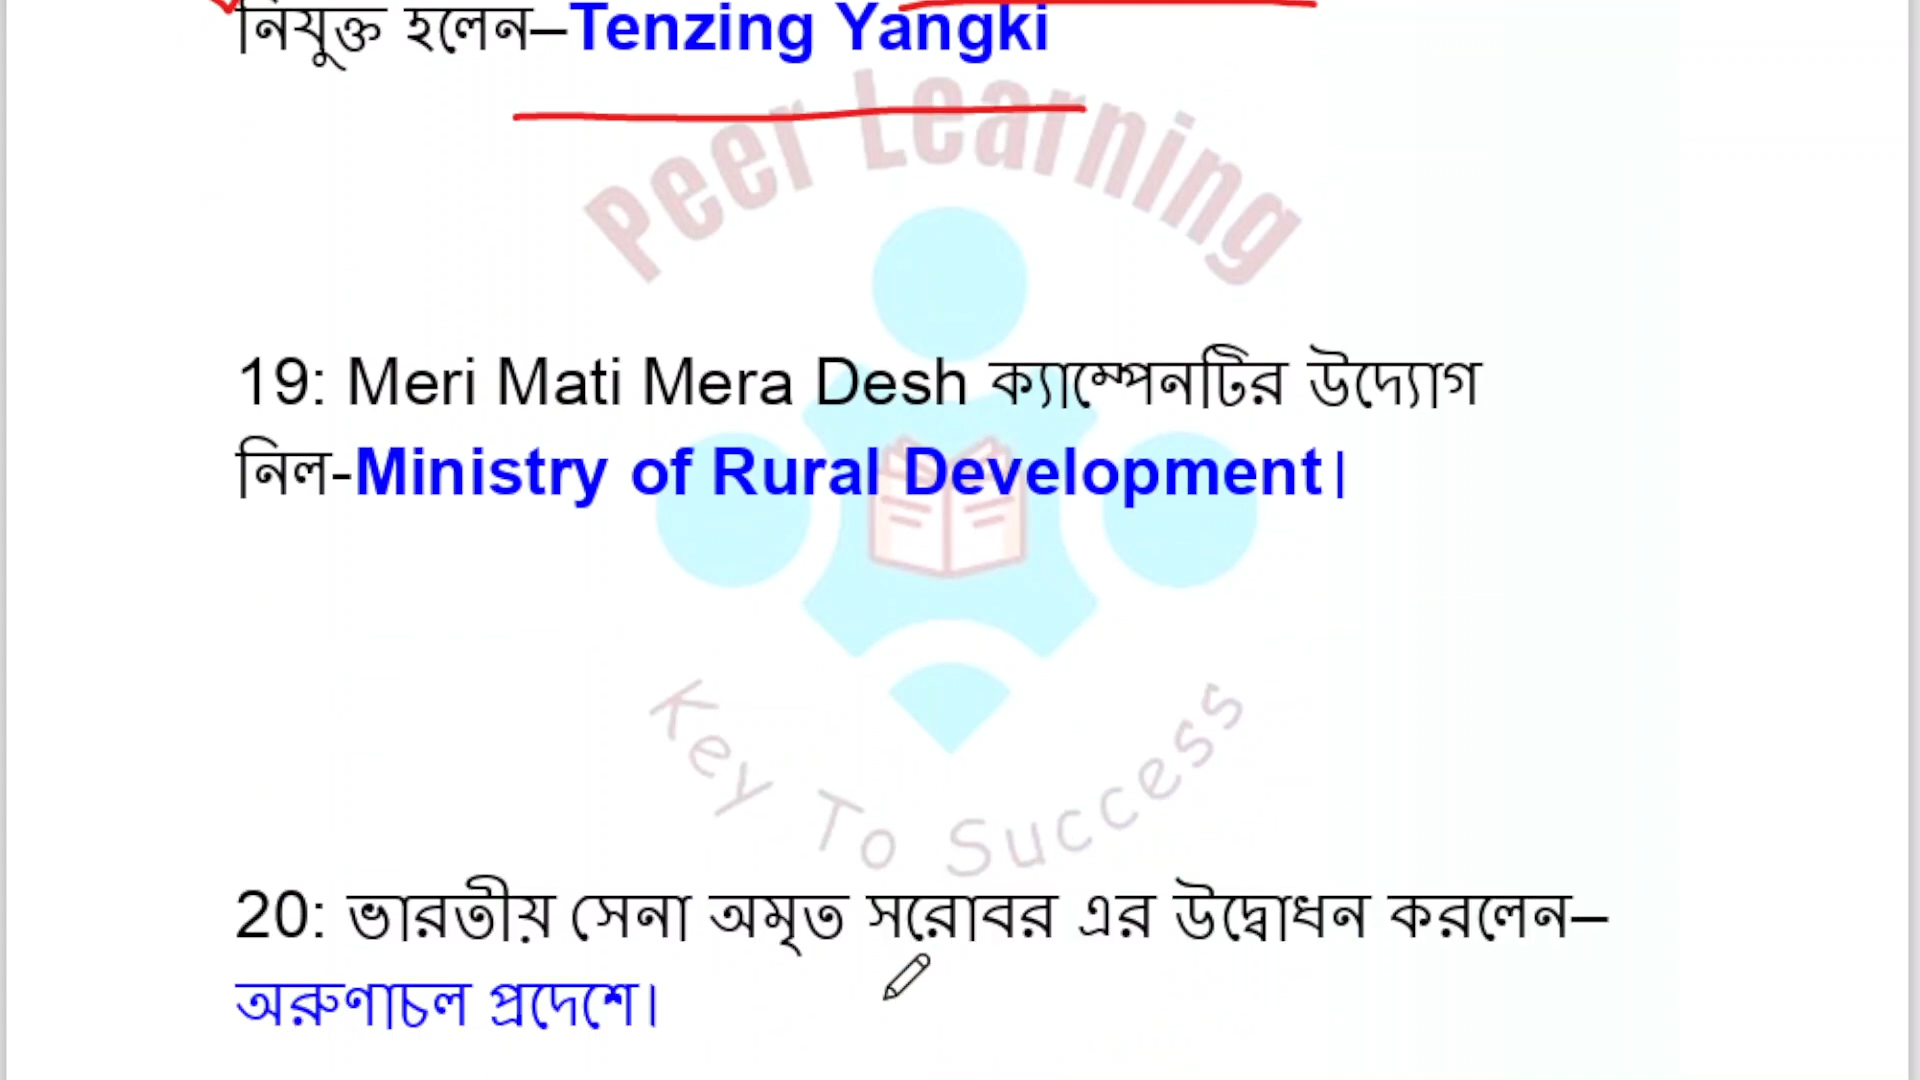 নিযুক্ত হলেন–Tenzing Yangki
Peer Learning
19: Meri Mati Mera Desh ক্যাম্পেনটির উদ্যোগ
নিল-Ministry of Rural Development।
Key To Success
20: ভারতীয় সেনা অমৃত সরোবর এর উদ্বোধন করলেন–
অরুণাচল প্রদেশে।